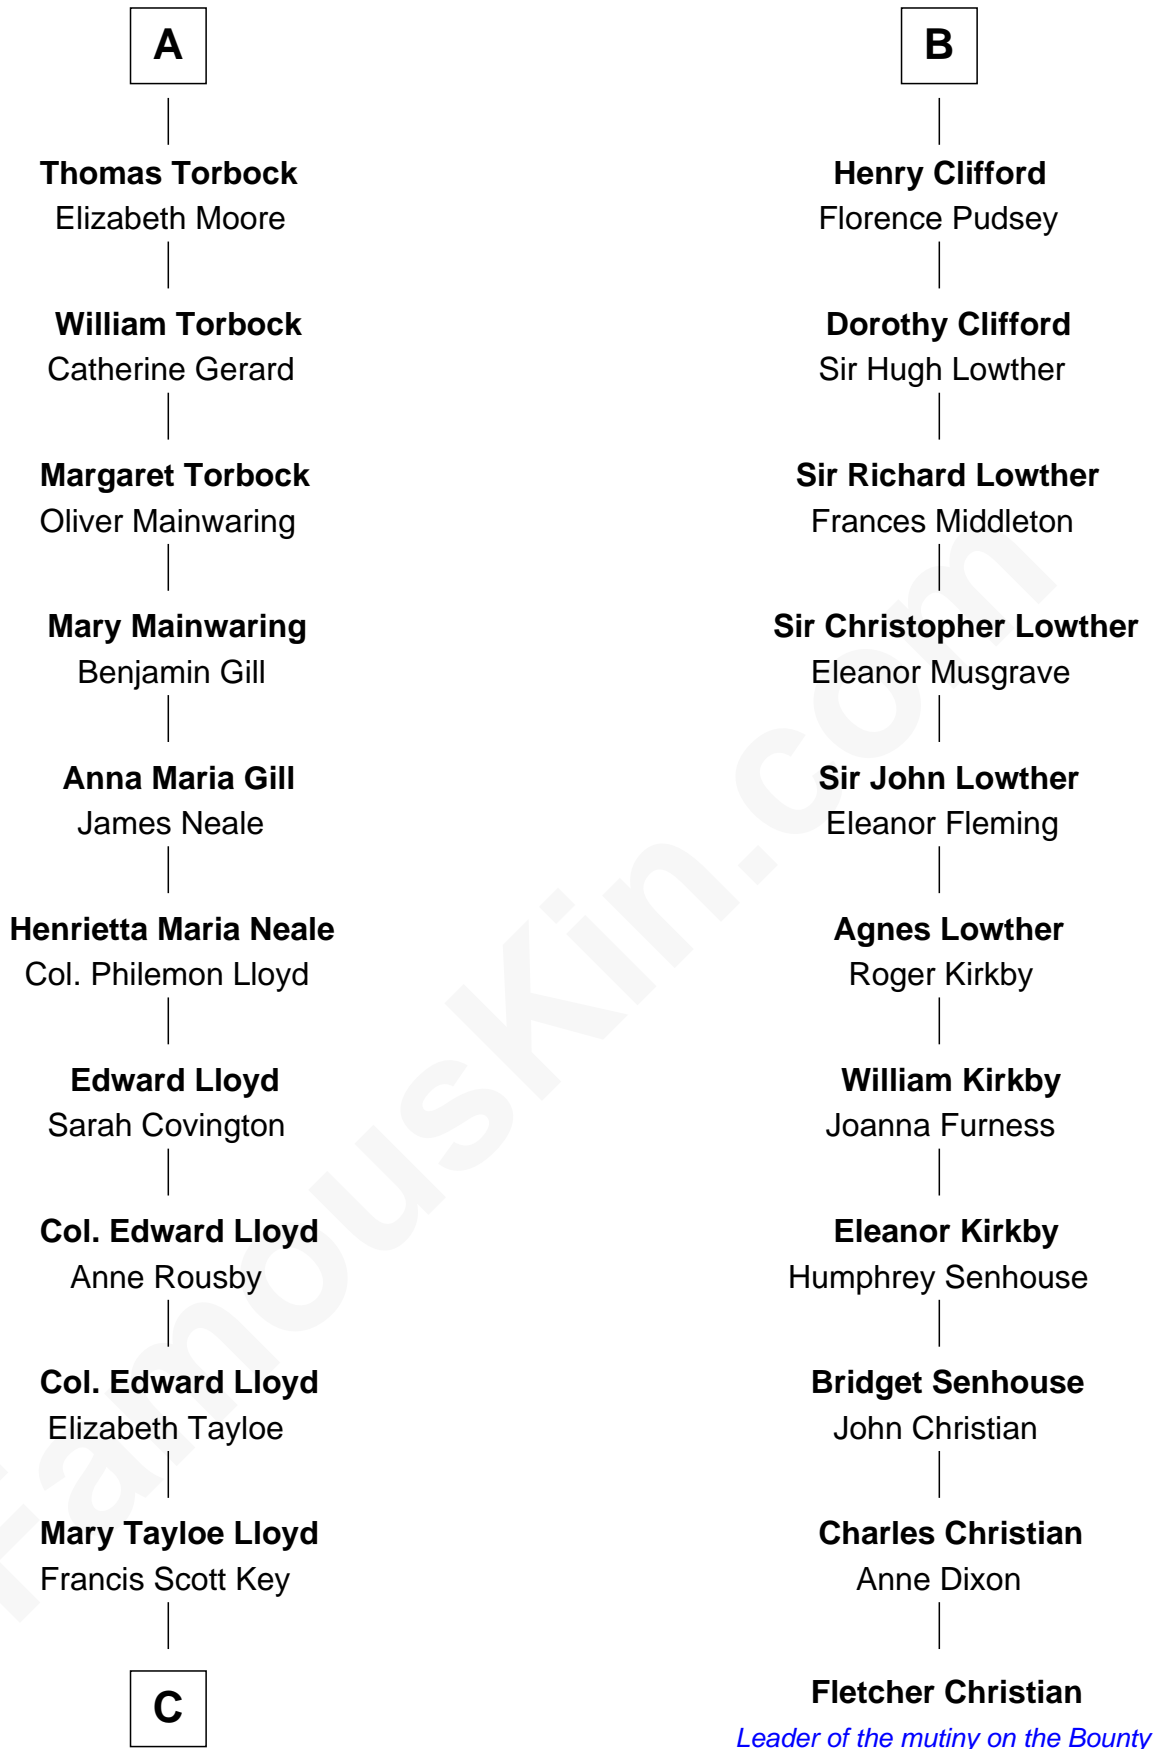 A
Thomas Torbock
Elizabeth Moore
William Torbock
Catherine Gerard
Margaret Torbock
Oliver Mainwaring
Mary Mainwaring
Benjamin Gill
Anna Maria Gill
James Neale
Henrietta Maria Neale
Col. Philemon Lloyd
Edward Lloyd
Sarah Covington
Col. Edward Lloyd
Anne Rousby
Col. Edward Lloyd
Elizabeth Tayloe
Mary Tayloe Lloyd
Francis Scott Key
C
B
Henry Clifford
Florence Pudsey
Dorothy Clifford
Sir Hugh Lowther
Sir Richard Lowther
Frances Middleton
Sir Christopher Lowther
Eleanor Musgrave
Sir John Lowther
Eleanor Fleming
Agnes Lowther
Roger Kirkby
William Kirkby
Joanna Furness
Eleanor Kirkby
Humphrey Senhouse
Bridget Senhouse
John Christian
Charles Christian
Anne Dixon
Fletcher Christian
Leader of the mutiny on the Bounty
FamousKin.com